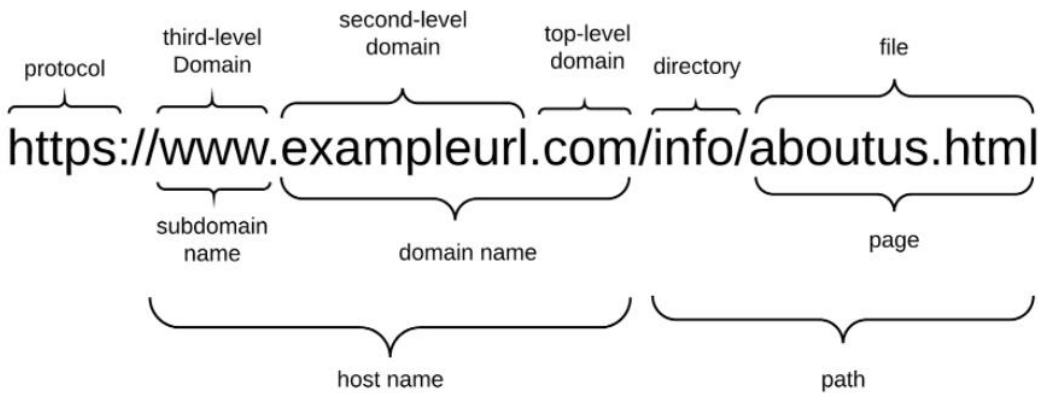 second-level
domain
third-level
Domain
top-level
domain
file
protocol
directory
https://www.exampleurl.com/info/aboutus.html
subdomain
name
domain name
page
host name
path